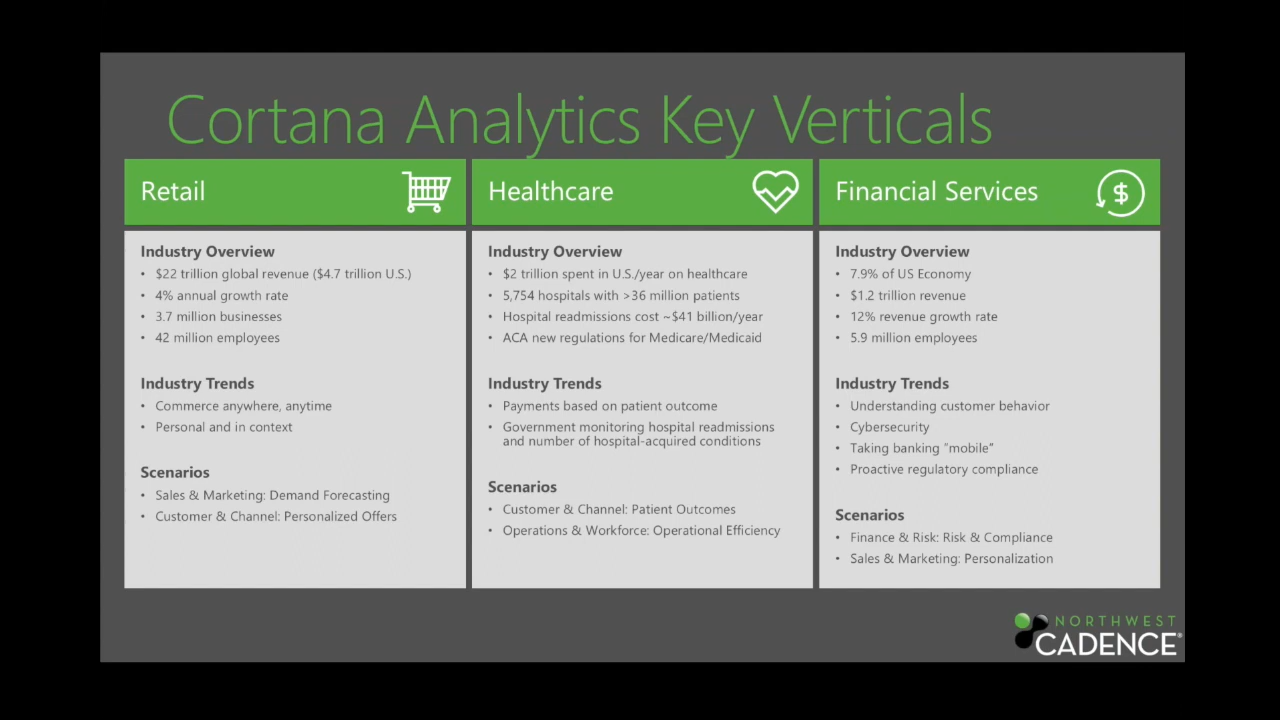 Cortana Analytics Key Verticals
Retail
Industry Overview
• $22 trillion global revenue ($4.7 trillion U.S.)
• 4% annual growth rate
• 3.7 million businesses
• 42 million employees
Industry Trends
• Commerce anywhere, anytime
• Personal and in context
Scenarios
• Sales & Marketing: Demand Forecasting
• Customer & Channel: Personalized Offers
Healthcare
Industry Overview
• $2 trillion spent in U.S./year on healthcare
• 5,754 hospitals with >36 million patients
• Hospital readmissions cost ~$41 billion/year
• ACA new regulations for Medicare/Medicaid
Industry Trends
• Payments based on patient outcome
• Government monitoring hospital readmissions
and number of hospital-acquired conditions
Scenarios
• Customer & Channel: Patient Outcomes
• Operations & Workforce: Operational Efficiency
Financial Services
$
Industry Overview
• 7.9% of US Economy
• $1.2 trillion revenue
• 12% revenue growth rate
• 5.9 million employees
Industry Trends
• Understanding customer behavior
• Cybersecurity
• Taking banking "mobile"
• Proactive regulatory compliance
Scenarios
• Finance & Risk: Risk & Compliance
• Sales & Marketing: Personalization
NORTHWEST
CADENCE®